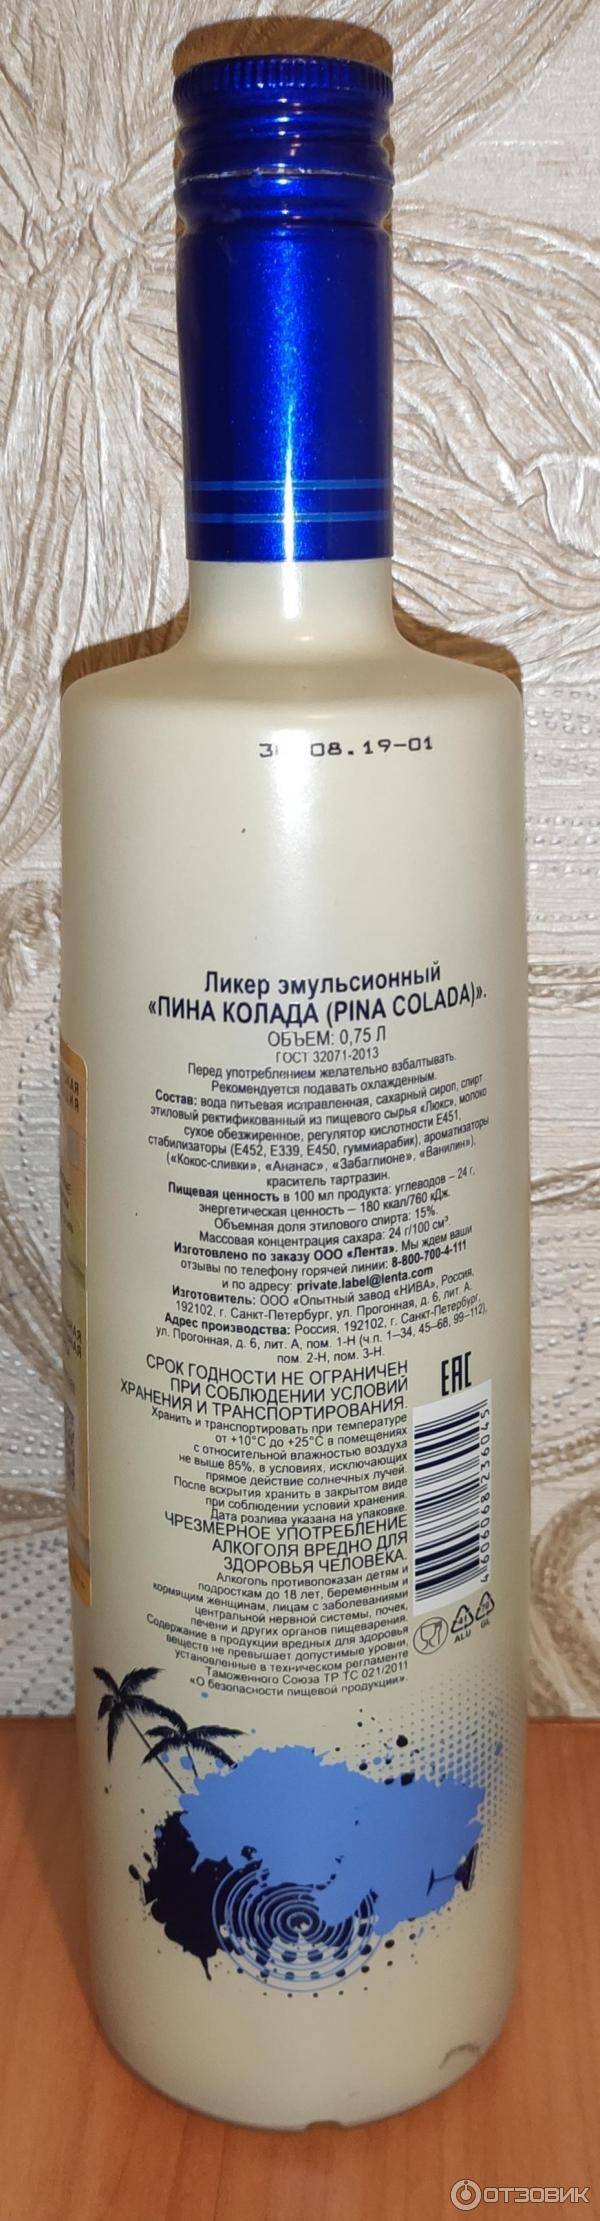 08.19-01
Ликер эмульсионный
«ПИНА КОЛАДА (PINA COLADA)».
ОБЪЕМ: 0,75 Л
ГОСТ 32071-2013
Перед употреблением желательно взбалтывать.
Рекомендуется подавать охлажденным.
Состав: вода питьевая исправленная, сахарный сироп, спирт
этиловый ректификованный из пищевого сырья «Люкс», молоко
сухое обезжиренное, регулятор кислотности Е451,
стабилизаторы (Е452, Е339, Е450, гуммиарабик), ароматизаторы
(«Кокос-сливки», «Ананас», «Забаглионе», «Ванилин»),
краситель тартразин.
Пищевая ценность в 100 мл продукта: углеводов – 24 г,
энергетическая ценность – 180 ккал/760 кДж.
Объемная доля этилового спирта: 15%.
Массовая концентрация сахара: 24 г/100 см³.
Изготовлено по заказу ООО «Лента». Мы ждем ваши
отзывы по телефону горячей линии: 8-800-700-4-111
и по адресу: private.label@lenta.com
Изготовитель: ООО «Опытный завод «НИВА», Россия,
192102, г. Санкт-Петербург, ул. Прогонная, д. 6, лит. А.
Адрес производства: Россия, 192102, г. Санкт-Петербург,
ул. Прогонная, д. 6, лит. А, пом. 1-Н (ч.п. 1–34, 45–68, 99–112),
пом. 2-Н, пом. 3-Н.
СРОК ГОДНОСТИ НЕ ОГРАНИЧЕН
ПРИ СОБЛЮДЕНИИ УСЛОВИЙ
ХРАНЕНИЯ И ТРАНСПОРТИРОВАНИЯ.
Хранить и транспортировать при температуре
от +10°С до +25°С в помещениях
с относительной влажностью воздуха
не выше 85%, в условиях, исключающих
прямое действие солнечных лучей.
После вскрытия хранить в закрытом виде
при соблюдении условий хранения.
Дата розлива указана на упаковке.
ЧРЕЗМЕРНОЕ УПОТРЕБЛЕНИЕ
АЛКОГОЛЯ ВРЕДНО ДЛЯ
ЗДОРОВЬЯ ЧЕЛОВЕКА.
Алкоголь противопоказан детям и
подросткам до 18 лет, беременным и
кормящим женщинам, лицам с заболеваниями
центральной нервной системы, почек,
печени и других органов пищеварения.
Содержание в продукции вредных для здоровья
веществ не превышает допустимые уровни,
установленные в техническом регламенте
Таможенного Союза ТР ТС 021/2011
«О безопасности пищевой продукции».
EAC
4606068236045
41
ALU
70
GL
ОТЗОВИК